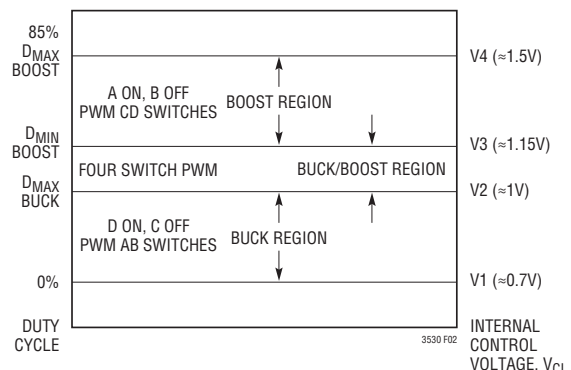 85%
DMAX
BOOST
DMIN
BOOST
DMAX
BUCK
0%
DUTY
CYCLE
A ON, B OFF
PWM CD SWITCHES
BOOST REGION
FOUR SWITCH PWM
BUCK/BOOST REGION
D ON, C OFF
PWM AB SWITCHES
BUCK REGION
V4 (≈1.5V)
V3 (≈1.15V)
V2 (≈1V)
V1 (≈0.7V)
3530 F02
INTERNAL
CONTROL
VOLTAGE,